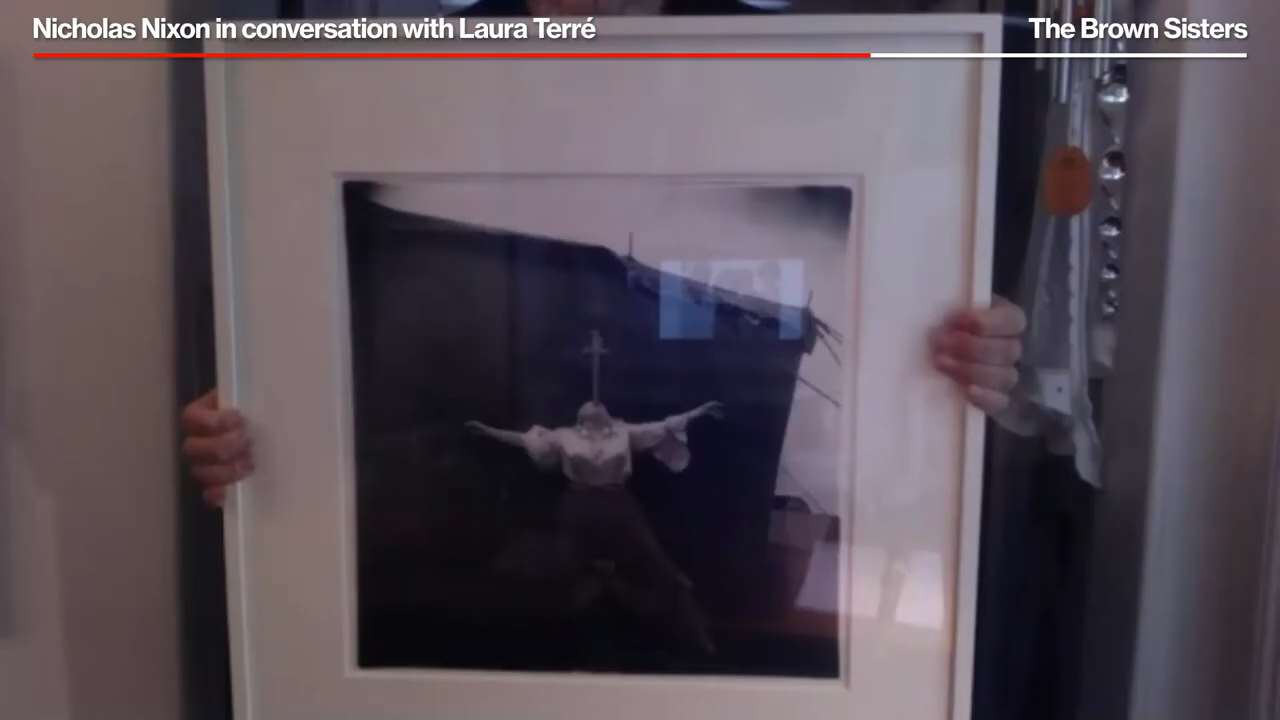 Nicholas Nixon in conversation with Laura Terré
The Brown Sisters